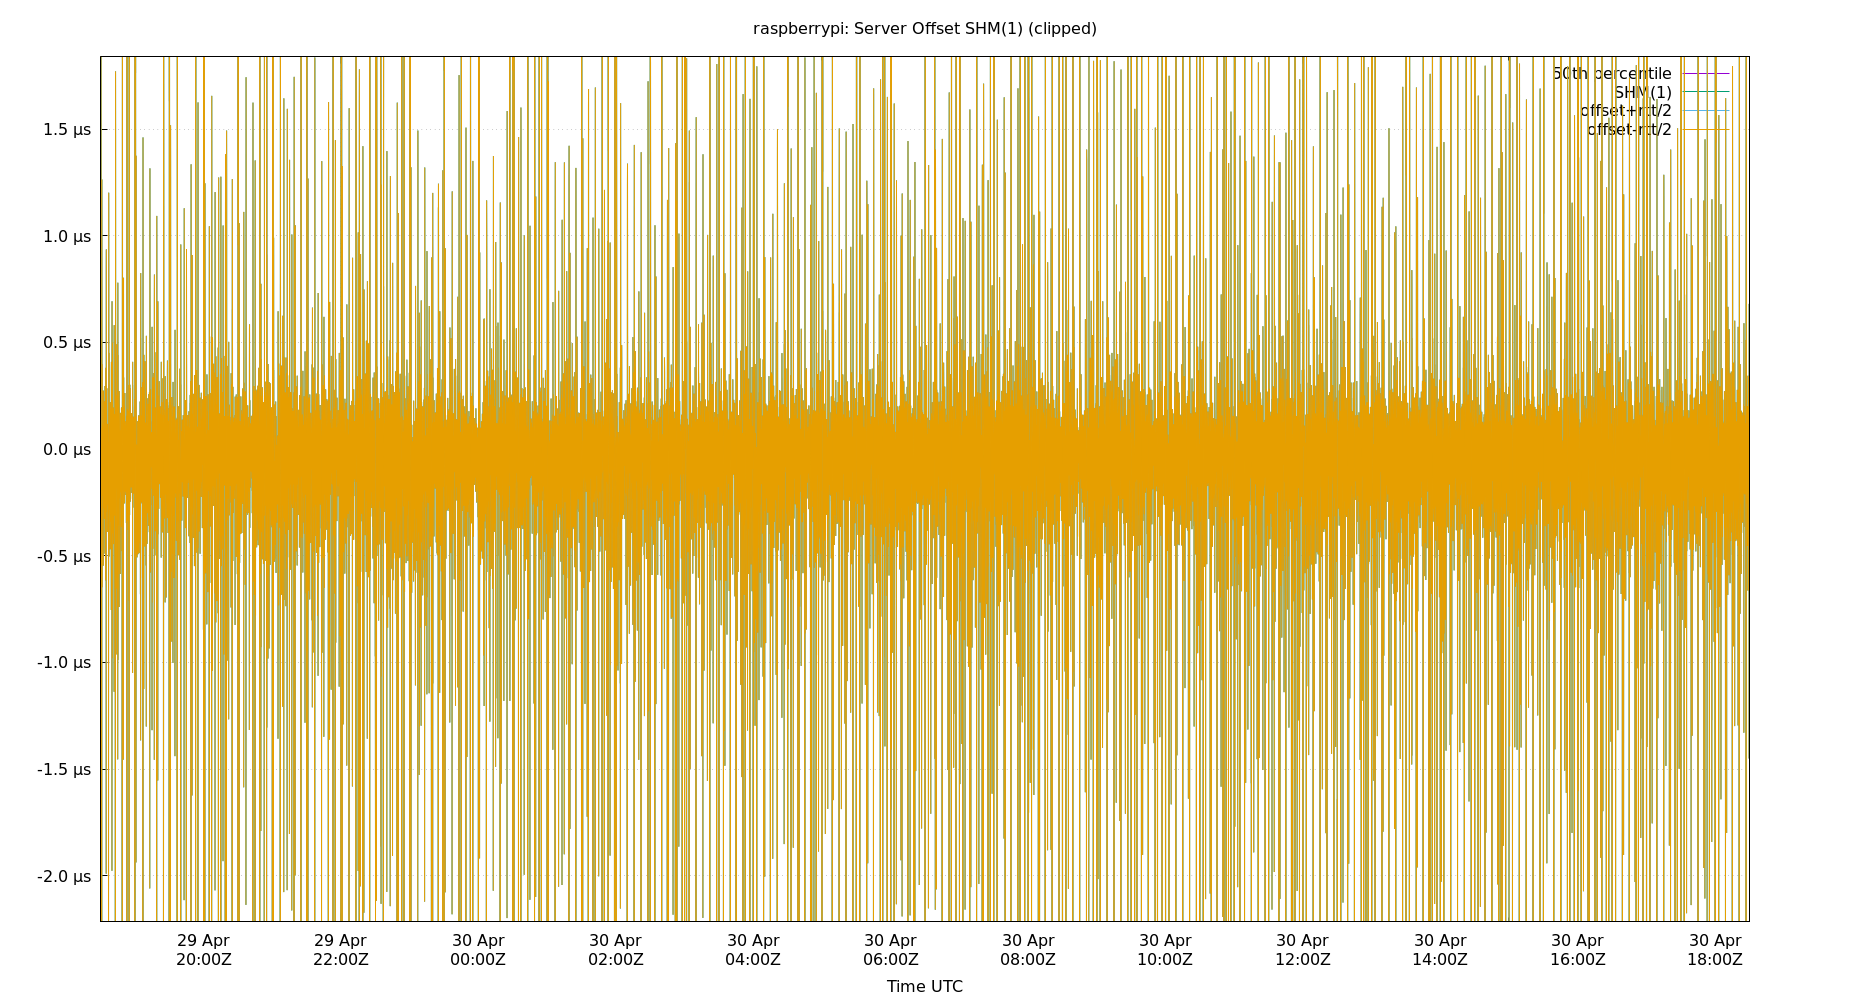 raspberrypi: Server Offset SHM(1) (clipped)
50th percentile
SHM(1)
offset+rtt/2
offset-rtt/2
1.5 µs
1.0 µs
0.5 µs
0.0 µs
-0.5 µs
-1.0 µs
-1.5 µs
-2.0 µs
29 Apr 29 Apr 30 Apr 30 Apr 30 Apr 30 Apr 30 Apr 30 Apr 30 Apr 30 Apr 30 Apr 30 Apr
20:00Z 22:00Z 00:00Z 02:00Z 04:00Z 06:00Z 08:00Z 10:00Z 12:00Z 14:00Z 16:00Z 18:00Z
Time UTC